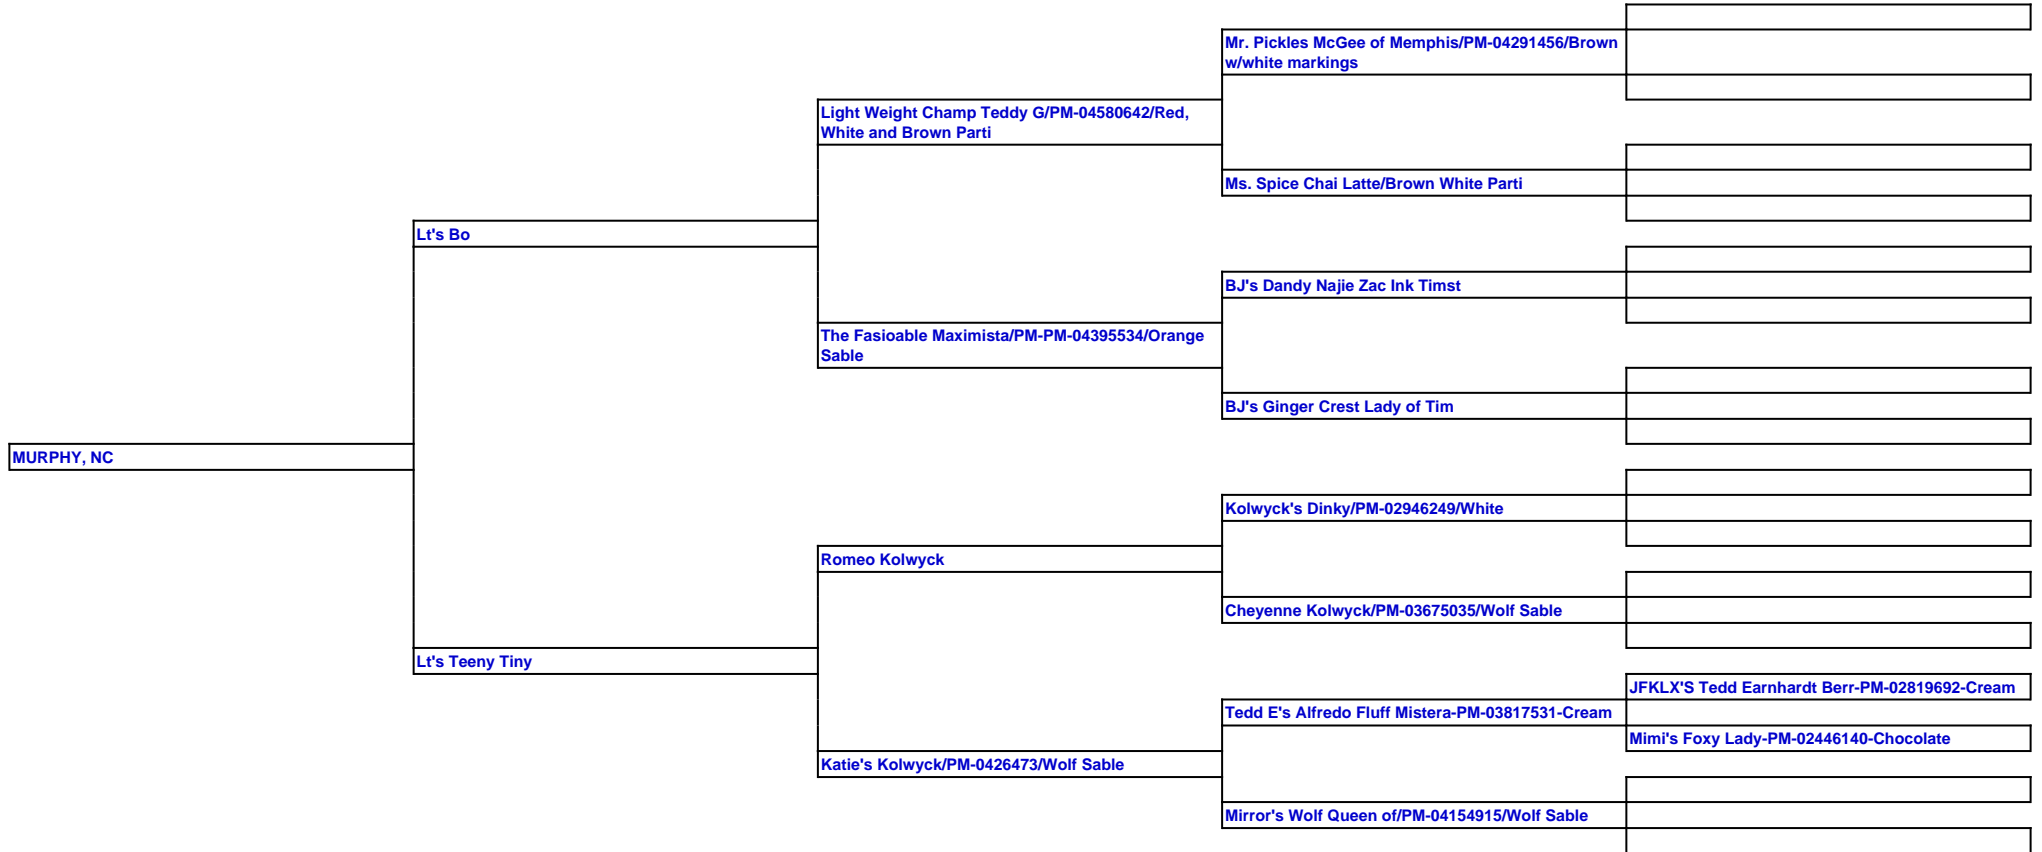 Mr. Pickles McGee of Memphis/PM-04291456/Brown
w/white markings
Light Weight Champ Teddy G/PM-04580642/Red,
White and Brown Parti
Ms. Spice Chai Latte/Brown White Parti
Lt's Bo
BJ's Dandy Najie Zac Ink Timst
The Fasioable Maximista/PM-PM-04395534/Orange
Sable
BJ's Ginger Crest Lady of Tim
MURPHY, NC
Kolwyck's Dinky/PM-02946249/White
Romeo Kolwyck
Cheyenne Kolwyck/PM-03675035/Wolf Sable
Lt's Teeny Tiny
JFKLX'S Tedd Earnhardt Berr-PM-02819692-Cream
Tedd E's Alfredo Fluff Mistera-PM-03817531-Cream
Mimi's Foxy Lady-PM-02446140-Chocolate
Katie's Kolwyck/PM-0426473/Wolf Sable
Mirror's Wolf Queen of/PM-04154915/Wolf Sable